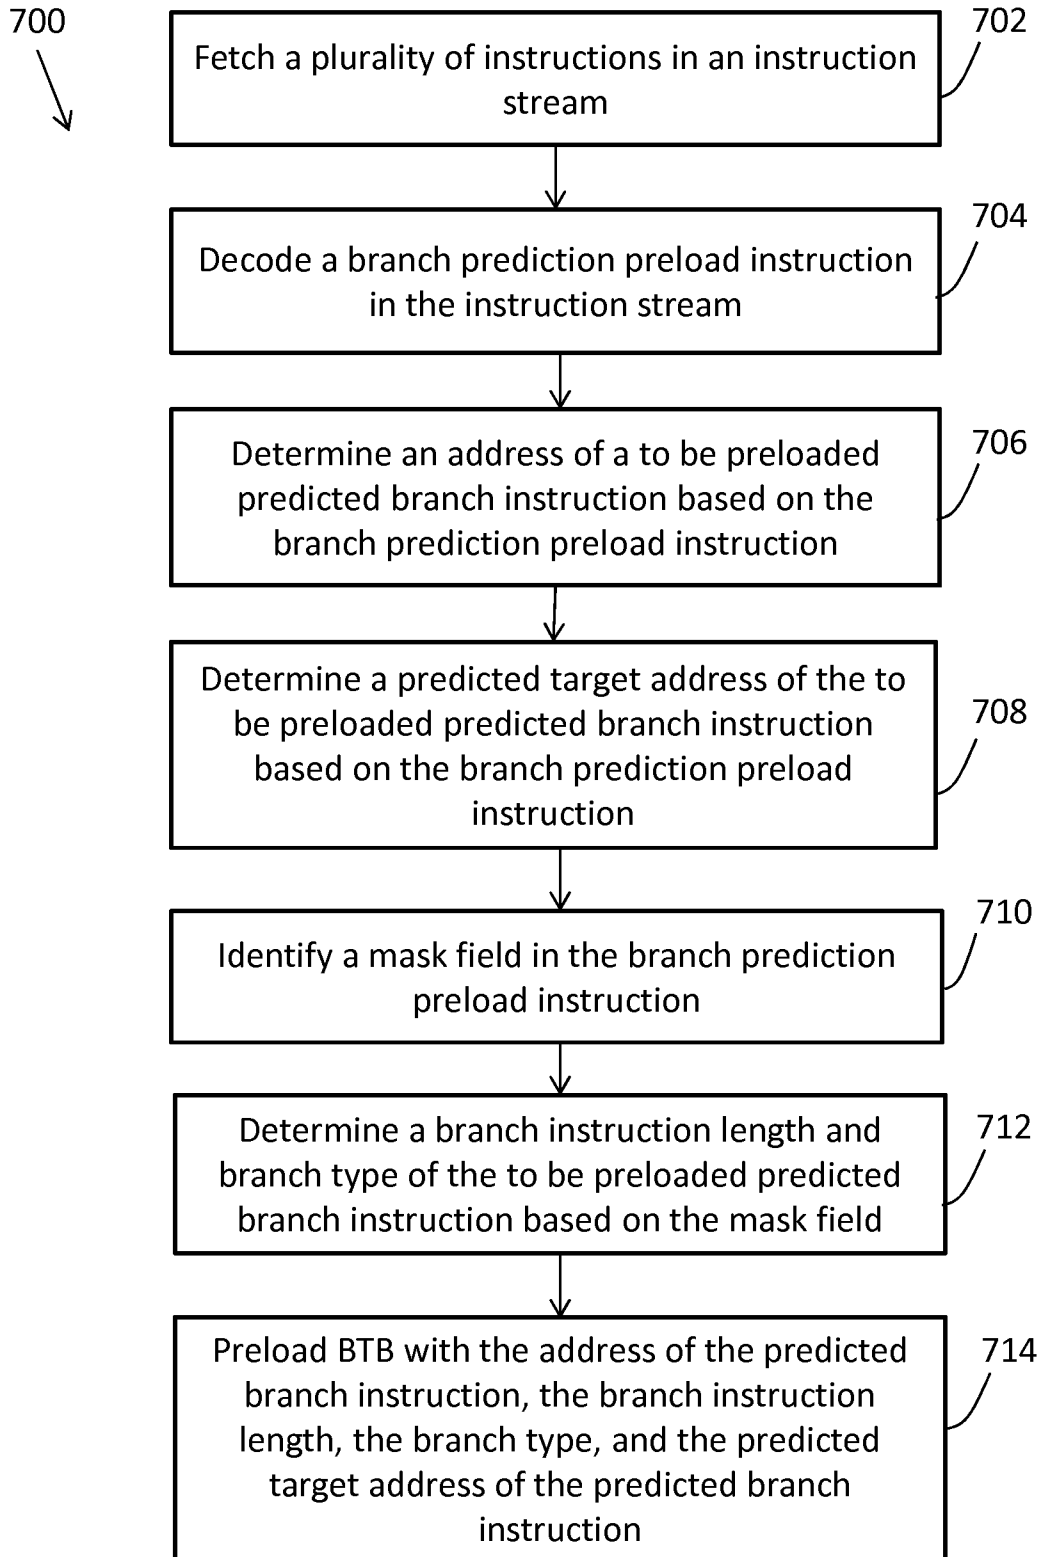 700
702
Fetch a plurality of instructions in an instruction
stream
704
Decode a branch prediction preload instruction
in the instruction stream
706
Determine an address of a to be preloaded
predicted branch instruction based on the
branch prediction preload instruction
708
Determine a predicted target address of the to
be preloaded predicted branch instruction
based on the branch prediction preload
instruction
710
Identify a mask field in the branch prediction
preload instruction
712
Determine a branch instruction length and
branch type of the to be preloaded predicted
branch instruction based on the mask field
714
Preload BTB with the address of the predicted
branch instruction, the branch instruction
length, the branch type, and the predicted
target address of the predicted branch
instruction